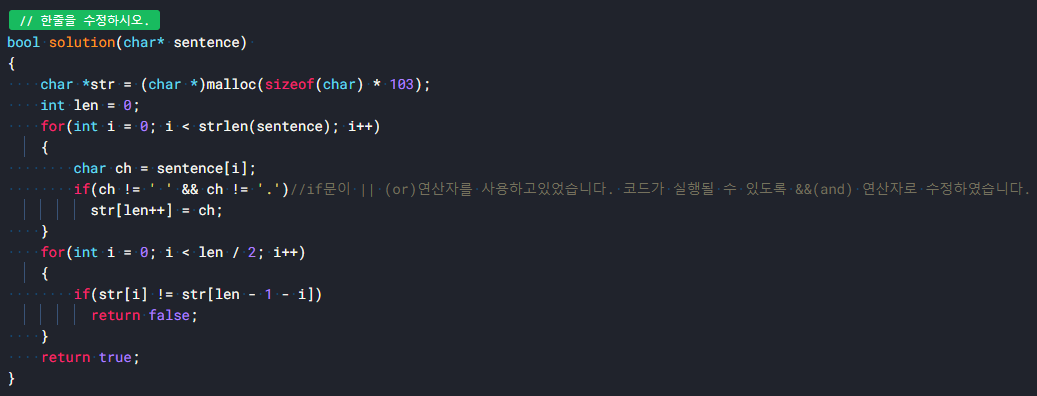 // 한줄을 수정하시오.
bool solution(char* sentence)
{
    char *str = (char *)malloc(sizeof(char) * 103);
    int len = 0;
    for(int i = 0; i < strlen(sentence); i++)
    {
        char ch = sentence[i];
        if(ch != ' ' && ch != '.')//if문이 || (or)연산자를 사용하고있었습니다. 코드가 실행될 수 있도록 &&(and) 연산자로 수정하였습니다.
          str[len++] = ch;
    }
    for(int i = 0; i < len / 2; i++)
    {
        if(str[i] != str[len - 1 - i])
          return false;
    }
    return true;
}